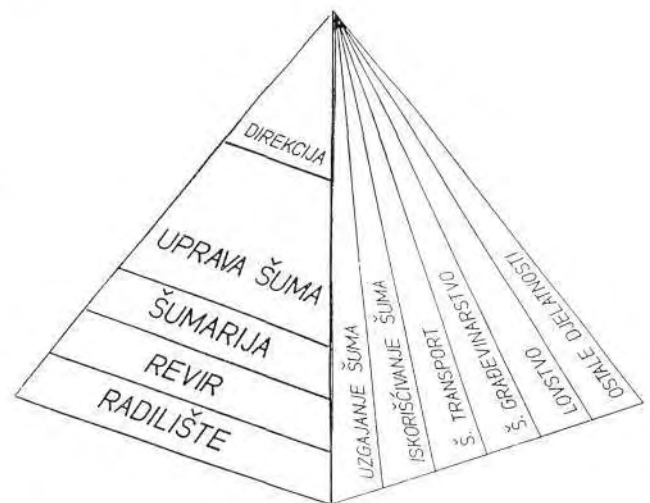 DIREKCIJA
UPRAVA ŠUMA
ŠUMARIJA
REVIR
RADILIŠTE
UZGAJANJE ŠUMA
ISKORIŠĆIVANJE ŠUMA
Š. TRANSPORT
Š. GRAĐEVINARSTVO
LOVSTVO
OSTALE DJELATNOSTI